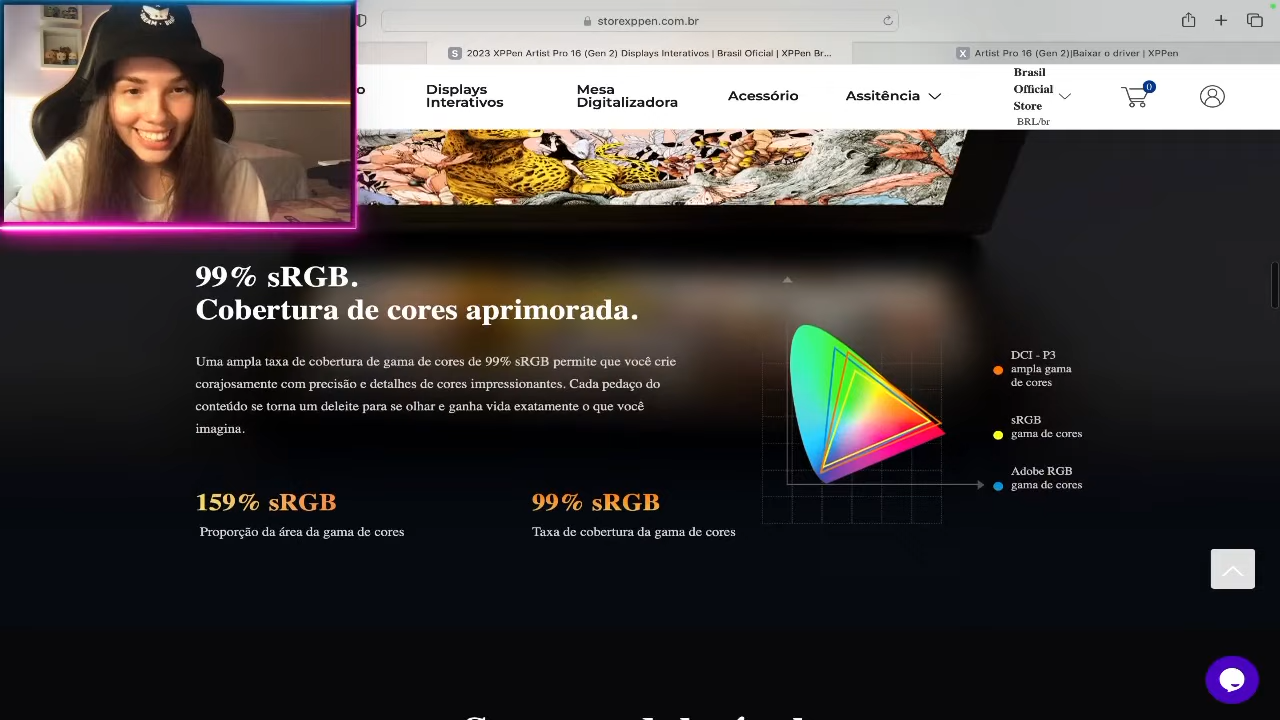 storexppen.com.br
S 2023 XPPen Artist Pro 16 (Gen 2) Displays Interativos | Brasil Oficial | XPPen Br...
X Artist Pro 16 (Gen 2)|Baixar o driver | XPPen
o
Displays
Interativos
Mesa
Digitalizadora
Acessório
Assitência
Brasil
Official
Store
BRL/br
0
99% sRGB.
Cobertura de cores aprimorada.
Uma ampla taxa de cobertura de gama de cores de 99% sRGB permite que você crie
corajosamente com precisão e detalhes de cores impressionantes. Cada pedaço do
conteúdo se torna um deleite para se olhar e ganha vida exatamente o que você
imagina.
159% sRGB
Proporção da área da gama de cores
99% sRGB
Taxa de cobertura da gama de cores
DCI - P3
ampla gama
de cores
sRGB
gama de cores
Adobe RGB
gama de cores